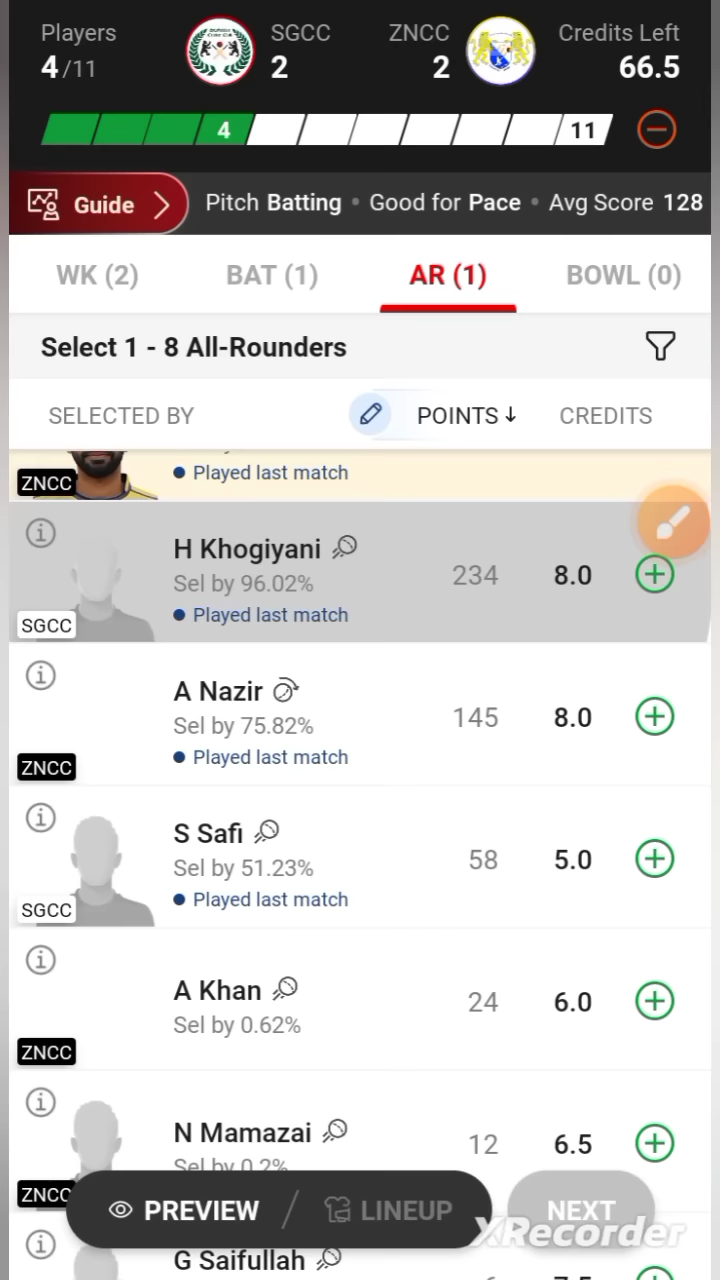 Players
SGCC
ZNCC
Credits Left
4/11
2
2
66.5
4
11
Guide
Pitch Batting • Good for Pace • Avg Score 128
WK (2)
BAT (1)
AR (1)
BOWL (0)
Select 1 - 8 All-Rounders
SELECTED BY
POINTS ↓
CREDITS
ZNCC
Played last match
H Khogiyani
Sel by 96.02%
234
8.0
Played last match
SGCC
A Nazir
Sel by 75.82%
145
8.0
Played last match
ZNCC
S Safi
Sel by 51.23%
58
5.0
Played last match
SGCC
A Khan
Sel by 0.62%
24
6.0
ZNCC
N Mamazai
Sel by 0.2%
12
6.5
ZNCC
PREVIEW
LINEUP
NEXT
XRecorder
G Saifullah